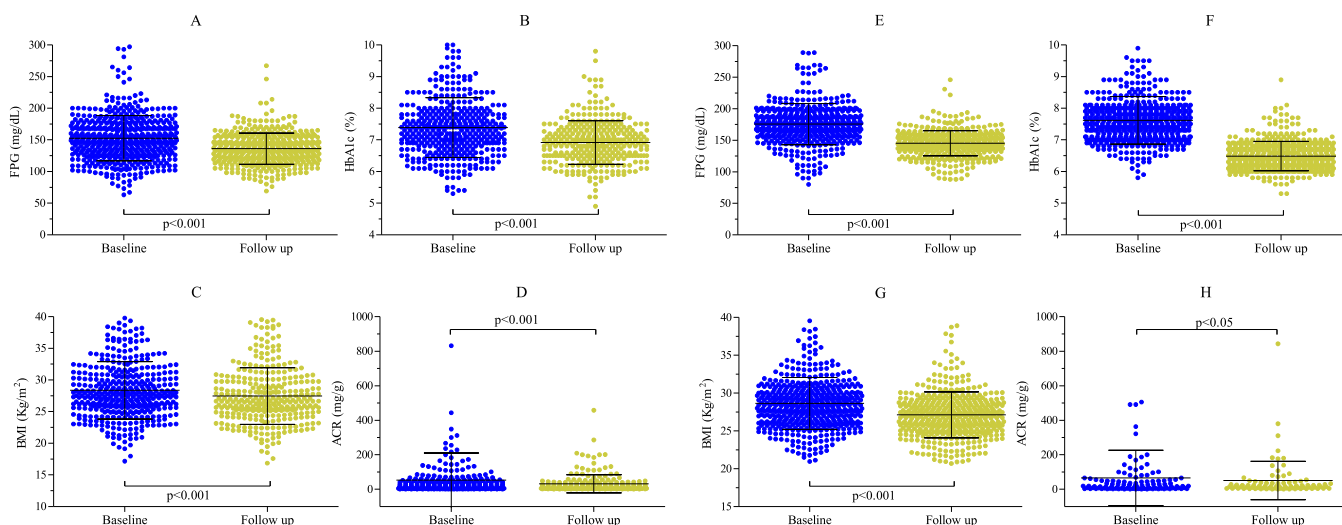 A
FPG (mg/dL)
300
250
200
150
100
50
0
p<0.001
Baseline Follow up
B
HbAlc (%)
10
9
8
7
6
5
4
p<0.001
Baseline Follow up
E
FPG (mg/dL)
300
250
200
150
100
50
0
p<0.001
Baseline Follow up
F
HbAlc (%)
10
9
8
7
6
5
4
p<0.001
Baseline Follow up
C
BMI (Kg/m²)
40
35
30
25
20
15
10
p<0.001
Baseline Follow up
D
ACR (mg/g)
1000
800
600
400
200
0
p<0.001
Baseline Follow up
G
BMI (Kg/m²)
40
35
30
25
20
15
p<0.001
Baseline Follow up
H
ACR (mg/g)
1000
800
600
400
200
0
p<0.05
Baseline Follow up